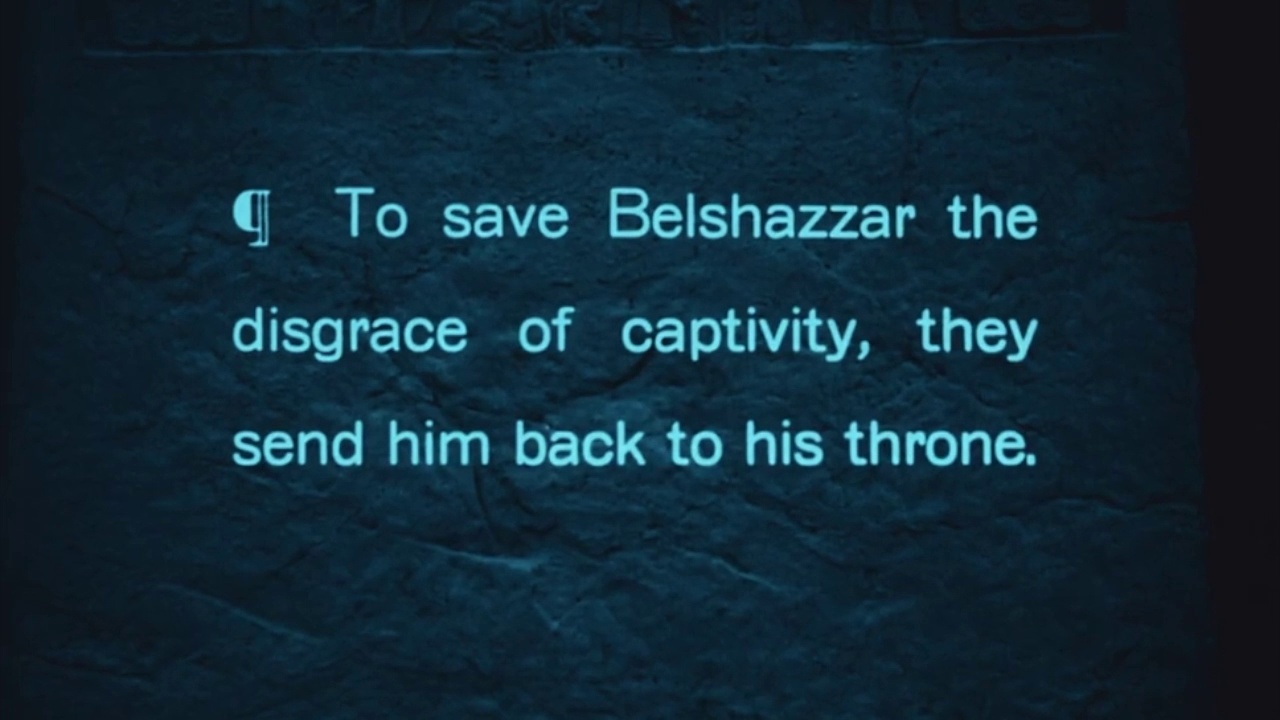 ¶ To save Belshazzar the
disgrace of captivity, they
send him back to his throne.